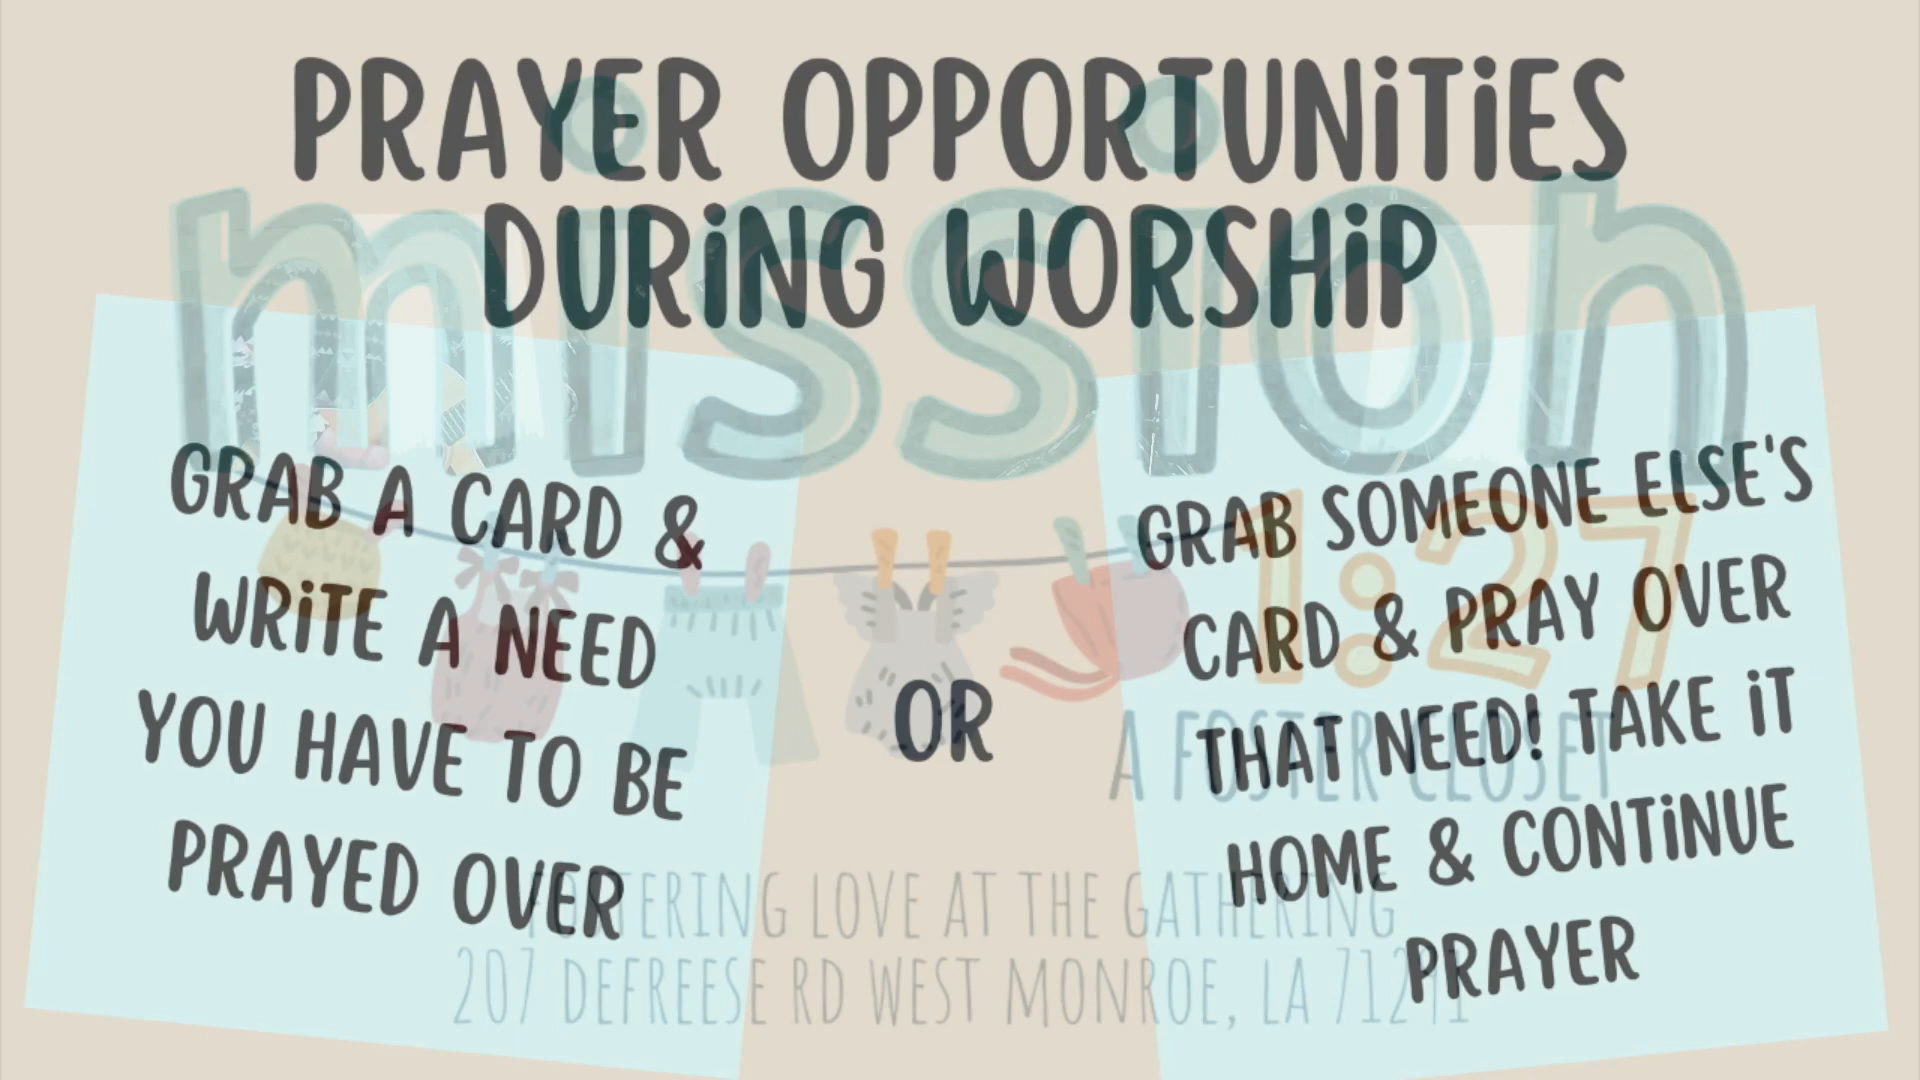 PRAYER OPPORTUNITIES
DURING WORSHIP
mission
1:27
A FOSTER CLOSET
GRAB A CARD &
WRITE A NEED
YOU HAVE TO BE
PRAYED OVER
OR
GRAB SOMEONE ELSE'S
CARD & PRAY OVER
THAT NEED! TAKE IT
HOME & CONTINUE
PRAYER
FOSTERING LOVE AT THE GATHERING
207 DEFREESE RD WEST MONROE, LA 71291